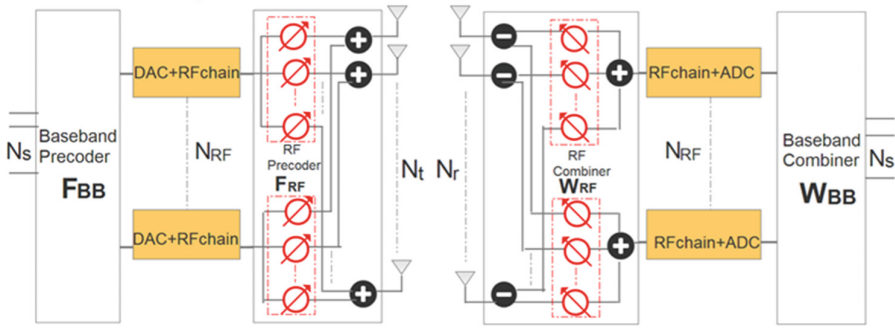 DAC+RFchain
RFchain+ADC
Ns
Baseband
Precoder
FBB
NRF
RF
Precoder
FRF
Nt
Nr
RF
Combiner
WRF
NRF
Baseband
Combiner
WBB
Ns
DAC+RFchain
RFchain+ADC